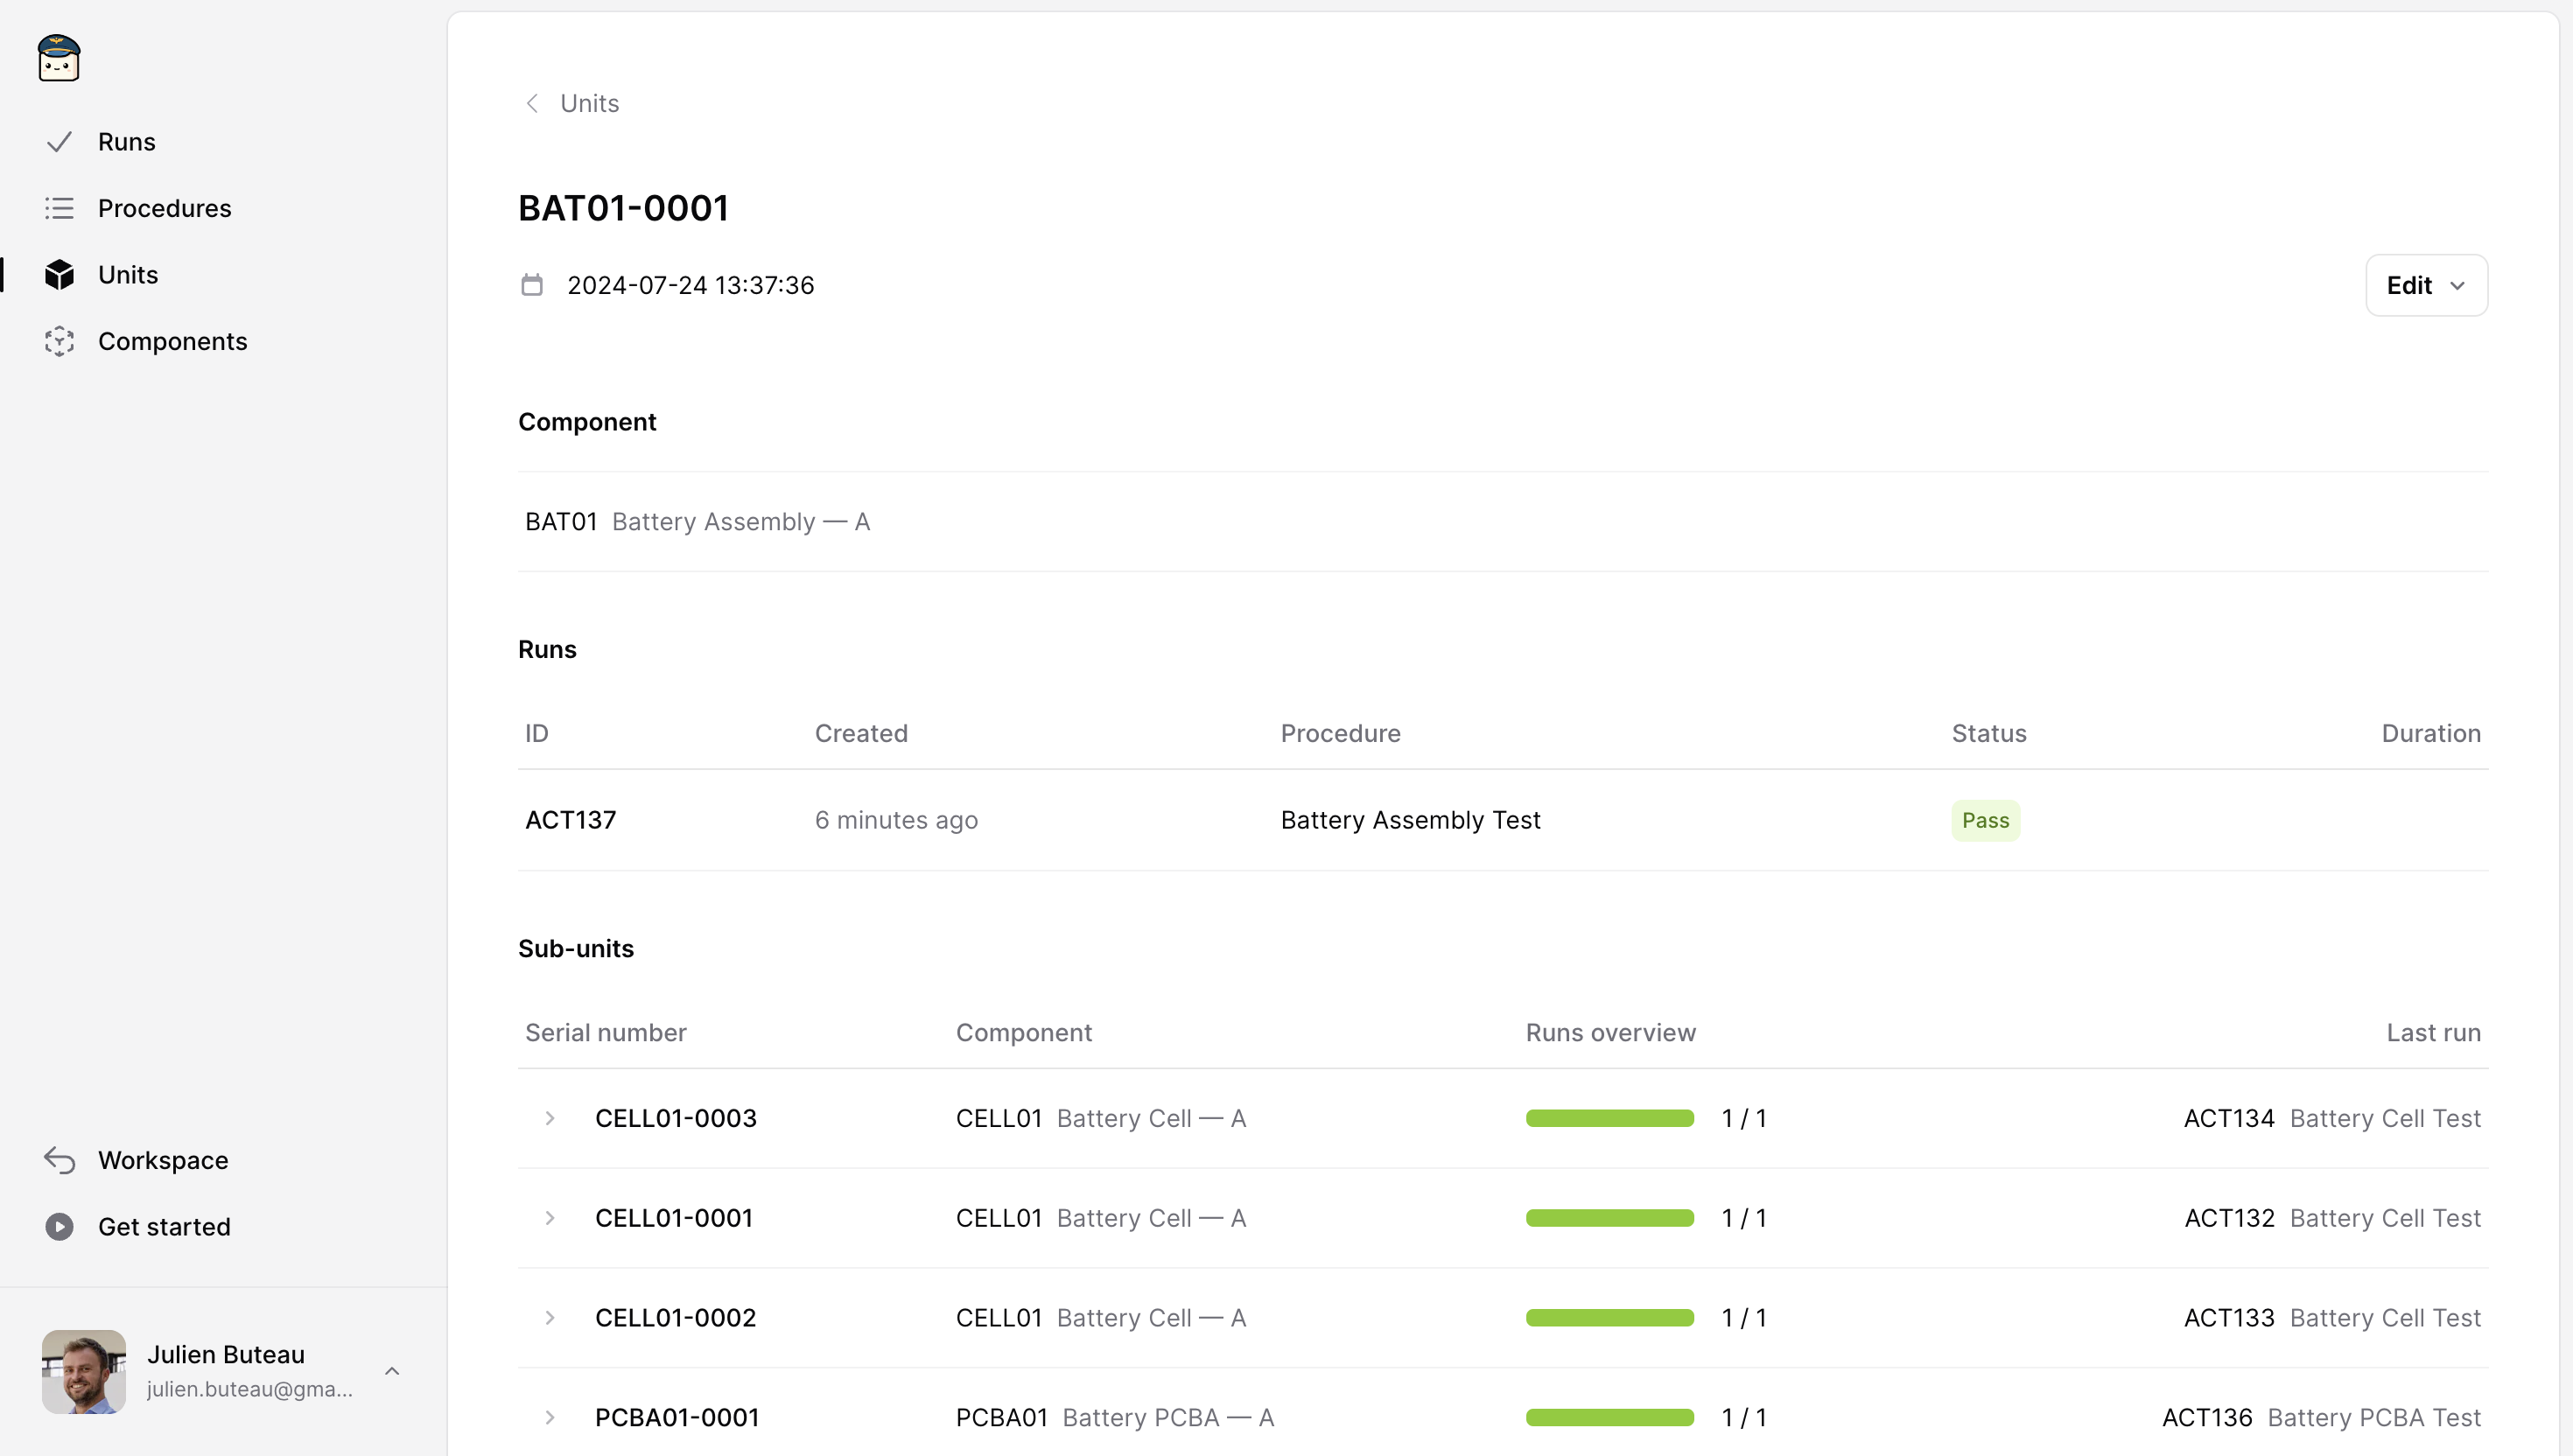 Runs
Procedures
Units
Components
Workspace
Get started
Julien Buteau
julien.buteau@gma...
Units
BAT01-0001
2024-07-24 13:37:36
Edit
Component
BAT01 Battery Assembly — A
Runs
ID Created Procedure Status Duration
ACT137 6 minutes ago Battery Assembly Test Pass
Sub-units
Serial number Component Runs overview Last run
CELL01-0003 CELL01 Battery Cell — A 1 / 1 ACT134 Battery Cell Test
CELL01-0001 CELL01 Battery Cell — A 1 / 1 ACT132 Battery Cell Test
CELL01-0002 CELL01 Battery Cell — A 1 / 1 ACT133 Battery Cell Test
PCBA01-0001 PCBA01 Battery PCBA — A 1 / 1 ACT136 Battery PCBA Test